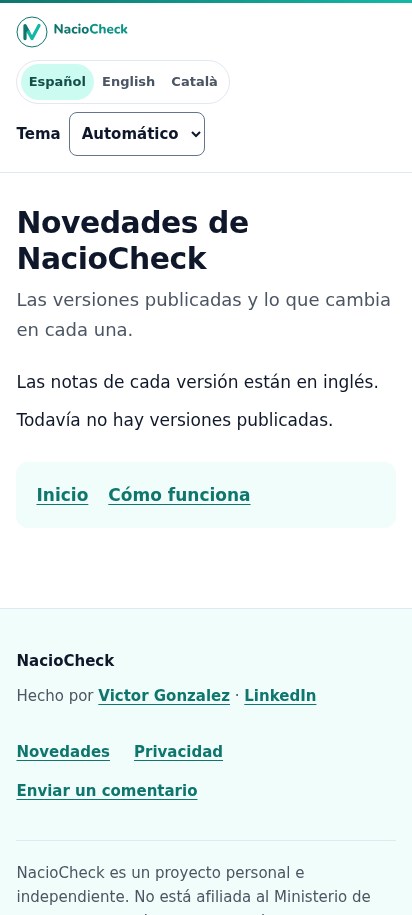 NacioCheck
Español English Català
Tema Automático
Novedades de
NacioCheck
Las versiones publicadas y lo que cambia
en cada una.
Las notas de cada versión están en inglés.
Todavía no hay versiones publicadas.
Inicio Cómo funciona
NacioCheck
Hecho por Victor Gonzalez · LinkedIn
Novedades Privacidad
Enviar un comentario
NacioCheck es un proyecto personal e
independiente. No está afiliada al Ministerio de